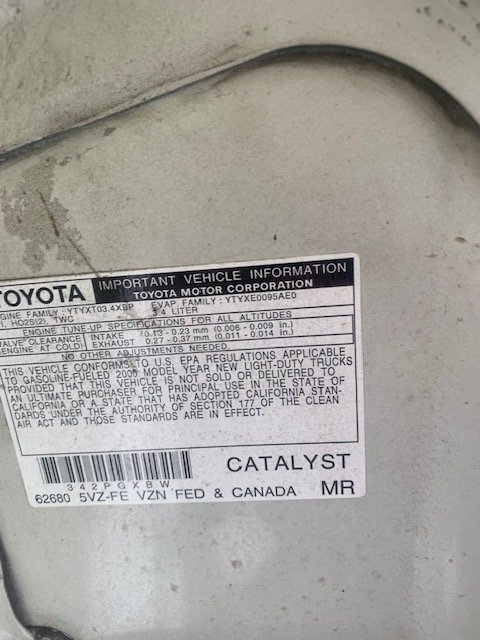 TOYOTA
IMPORTANT VEHICLE INFORMATION
TOYOTA MOTOR CORPORATION
GINE FAMILY : YTYXT03.4XBP EVAP. FAMILY : YTYXE0095AE0
HO2S(2), TWC 3.4 LITER
ENGINE TUNE-UP SPECIFICATIONS FOR ALL ALTITUDES
VALVE CLEARANCE INTAKE 0.13 - 0.23 mm (0.006 - 0.009 in.)
(ENGINE AT COLD) EXHAUST 0.27 - 0.37 mm (0.011 - 0.014 in.)
NO OTHER ADJUSTMENTS NEEDED.
THIS VEHICLE CONFORMS TO U.S EPA REGULATIONS APPLICABLE
TO GASOLINE-FUELED 2000 MODEL YEAR NEW LIGHT-DUTY TRUCKS
PROVIDED THAT THIS VEHICLE IS NOT SOLD OR DELIVERED TO
AN ULTIMATE PURCHASER FOR PRINCIPAL USE IN THE STATE OF
CALIFORNIA OR A STATE THAT HAS ADOPTED CALIFORNIA STAN-
DARDS UNDER THE AUTHORITY OF SECTION 177 OF THE CLEAN
AIR ACT AND THOSE STANDARDS ARE IN EFFECT.
342PGXBW
CATALYST
62680 5VZ-FE VZN FED & CANADA MR